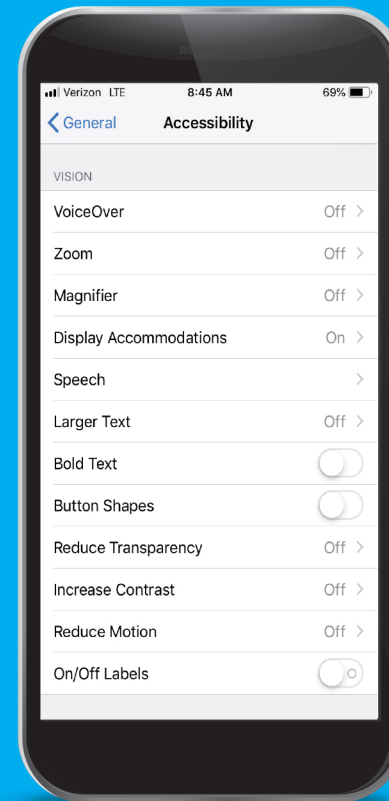 Verizon LTE 8:45 AM 69%
General Accessibility
VISION
VoiceOver Off
Zoom Off
Magnifier Off
Display Accommodations On
Speech
Larger Text Off
Bold Text
Button Shapes
Reduce Transparency Off
Increase Contrast Off
Reduce Motion Off
On/Off Labels